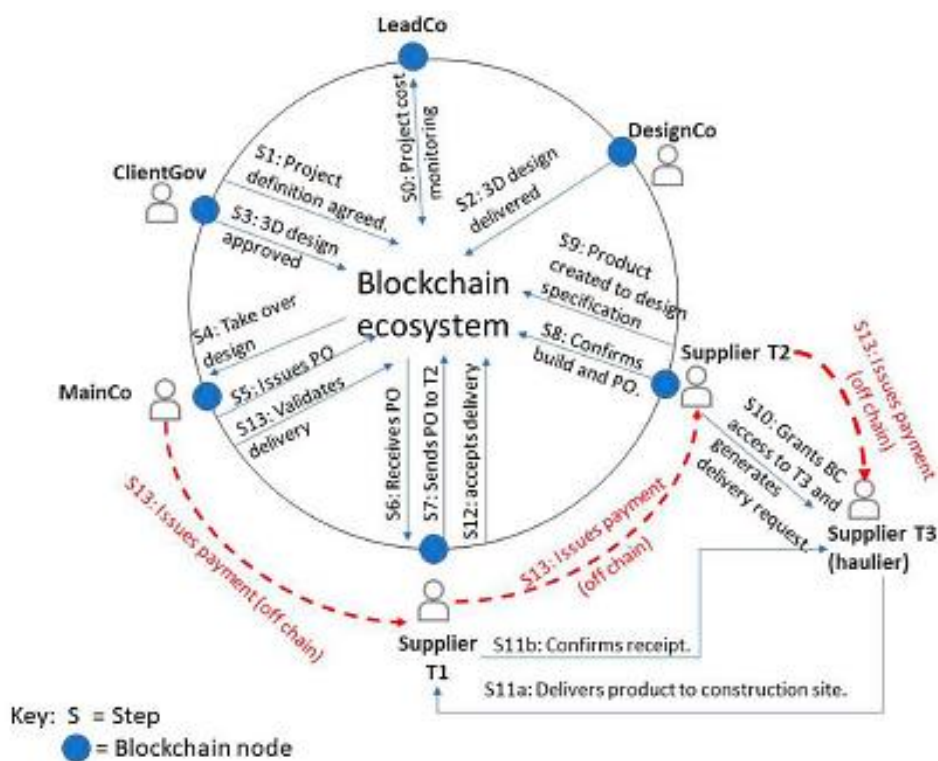 LeadCo
DesignCo
ClientGov
S0: Project cost
monitoring
S1: Project
definition agreed.
S2: 3D design
delivered
S3: 3D design
approved
S9: Product
created to design
specification
Blockchain
ecosystem
S4: Take over
design
S8: Confirms
build and PO.
Supplier T2
S13: Issues payment
(off chain)
MainCo
S5: Issues PO
S13: Validates
delivery
S10: Grants BC
access to T3 and
generates
delivery request.
S6: Receives PO
S7: Sends PO to T2
S12: accepts delivery
S13: Issues payment (off chain)
S13: Issues payment
(off chain)
Supplier T3
(haulier)
Supplier
T1
S11b: Confirms receipt.
S11a: Delivers product to construction site.
Key: S = Step
= Blockchain node